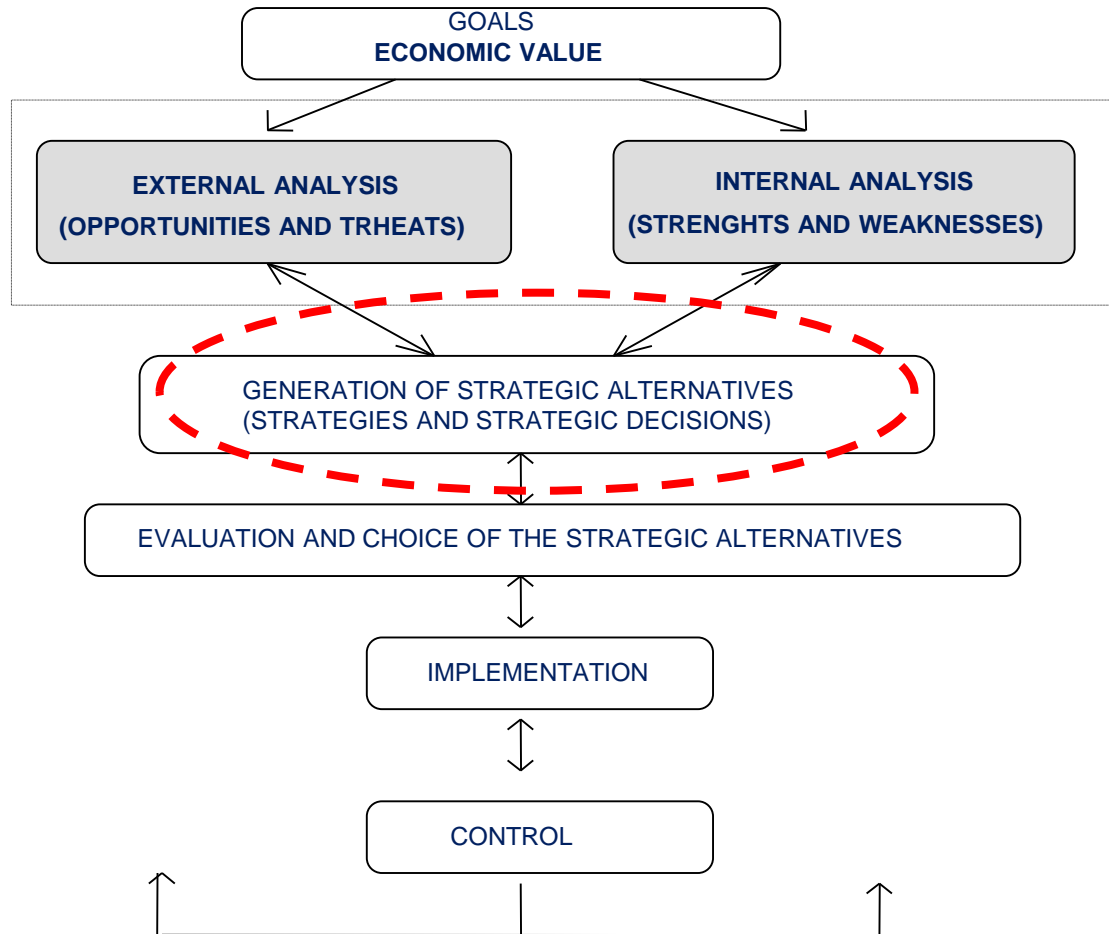 GOALS
ECONOMIC VALUE
EXTERNAL ANALYSIS
(OPPORTUNITIES AND TRHEATS)
INTERNAL ANALYSIS
(STRENGHTS AND WEAKNESSES)
GENERATION OF STRATEGIC ALTERNATIVES
(STRATEGIES AND STRATEGIC DECISIONS)
EVALUATION AND CHOICE OF THE STRATEGIC ALTERNATIVES
IMPLEMENTATION
CONTROL